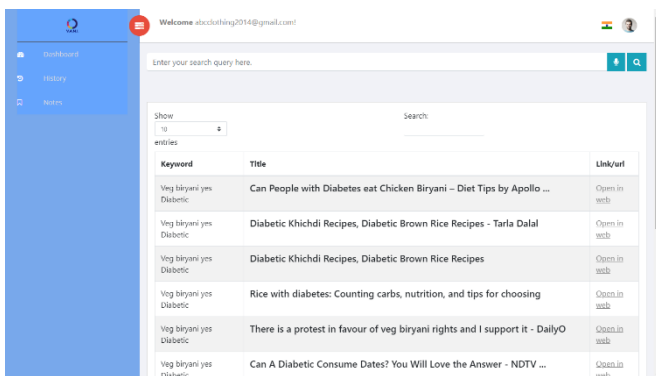 VANI
Welcome abcclothing2014@gmail.com!
Dashboard
History
Notes
Enter your search query here.
Show
10
entries
Search:
Keyword Title Link/url
Veg biryani yes Diabetic Can People with Diabetes eat Chicken Biryani – Diet Tips by Apollo ... Open in web
Veg biryani yes Diabetic Diabetic Khichdi Recipes, Diabetic Brown Rice Recipes - Tarla Dalal Open in web
Veg biryani yes Diabetic Diabetic Khichdi Recipes, Diabetic Brown Rice Recipes Open in web
Veg biryani yes Diabetic Rice with diabetes: Counting carbs, nutrition, and tips for choosing Open in web
Veg biryani yes Diabetic There is a protest in favour of veg biryani rights and I support it - DailyO Open in web
Veg biryani yes Diabetic Can A Diabetic Consume Dates? You Will Love the Answer - NDTV ... Open in web